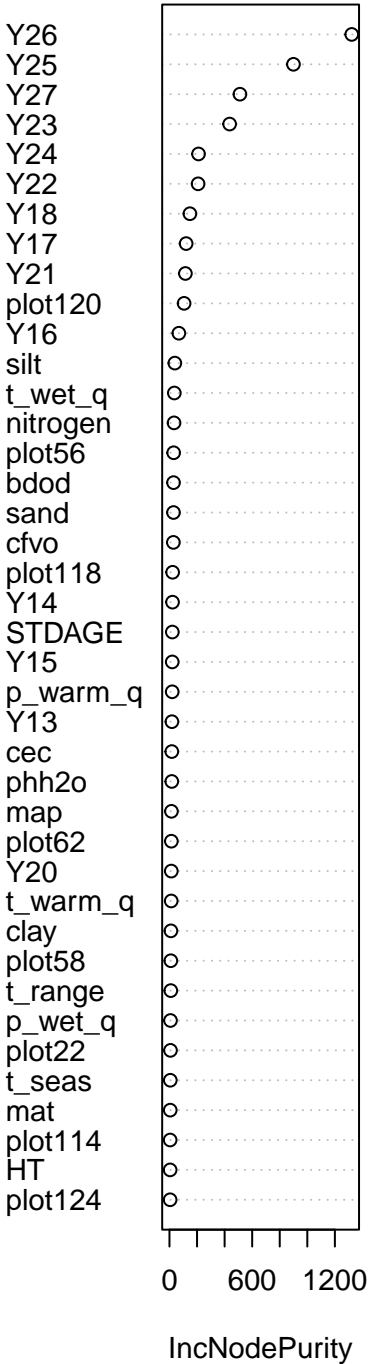 Y26
Y25
Y27
Y23
Y24
Y22
Y18
Y17
Y21
plot120
Y16
silt
t_wet_q
nitrogen
plot56
bdod
sand
cfvo
plot118
Y14
STDAGE
Y15
p_warm_q
Y13
cec
phh2o
map
plot62
Y20
t_warm_q
clay
plot58
t_range
p_wet_q
plot22
t_seas
mat
plot114
HT
plot124
0 600 1200
IncNodePurity